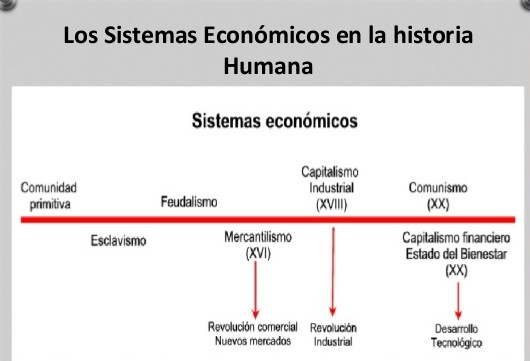 Los Sistemas Económicos en la historia
Humana
Sistemas económicos
Comunidad
primitiva
Esclavismo
Feudalismo
Mercantilismo
(XVI)
Revolución comercial
Nuevos mercados
Capitalismo
Industrial
(XVIII)
Revolución
Industrial
Comunismo
(XX)
Capitalismo financiero
Estado del Bienestar
(XX)
Desarrollo
Tecnológico